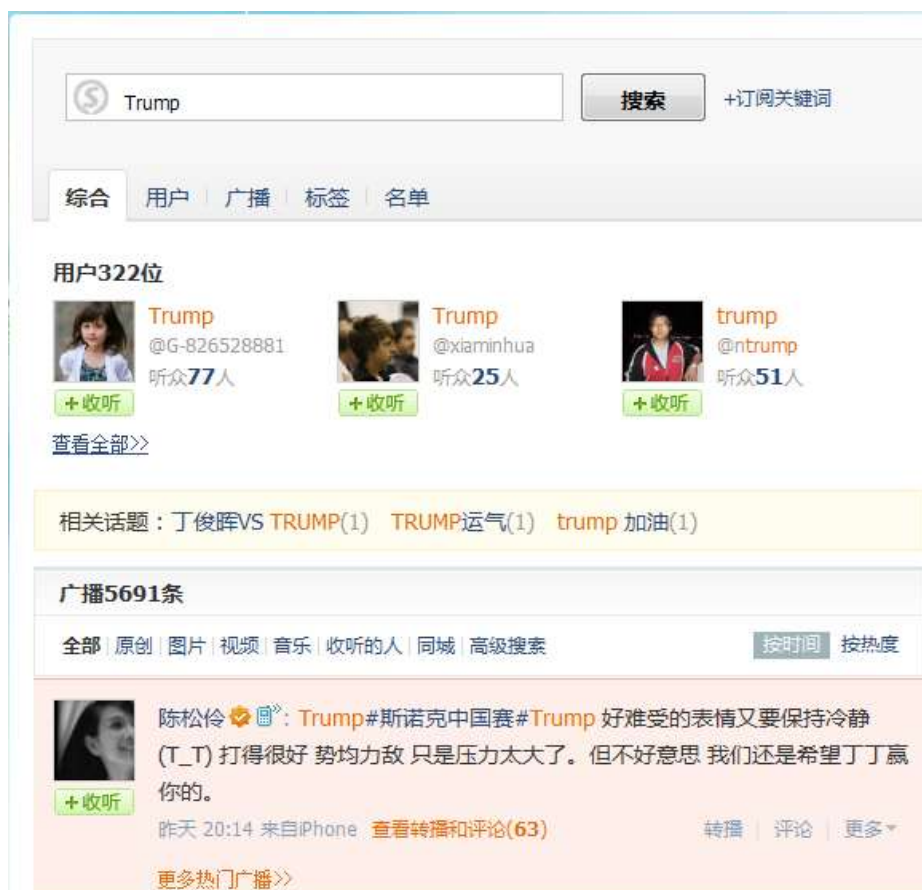 Trump 搜索 +订阅关键词
综合 用户 广播 标签 名单
用户322位
Trump
@G-826528881
听众77人
+收听
Trump
@xiaminhua
听众25人
+收听
trump
@ntrump
听众51人
+收听
查看全部>>
相关话题：丁俊晖VS TRUMP(1) TRUMP运气(1) trump 加油(1)
广播5691条
全部 原创 图片 视频 音乐 收听的人 同城 高级搜索 按时间 按热度
陈松伶: Trump#斯诺克中国赛#Trump 好难受的表情又要保持冷静
(T_T) 打得很好 势均力敌 只是压力太大了。但不好意思 我们还是希望丁丁赢
你的。
+收听
昨天 20:14 来自iPhone 查看转播和评论(63) 转播 评论 更多
更多热门广播>>